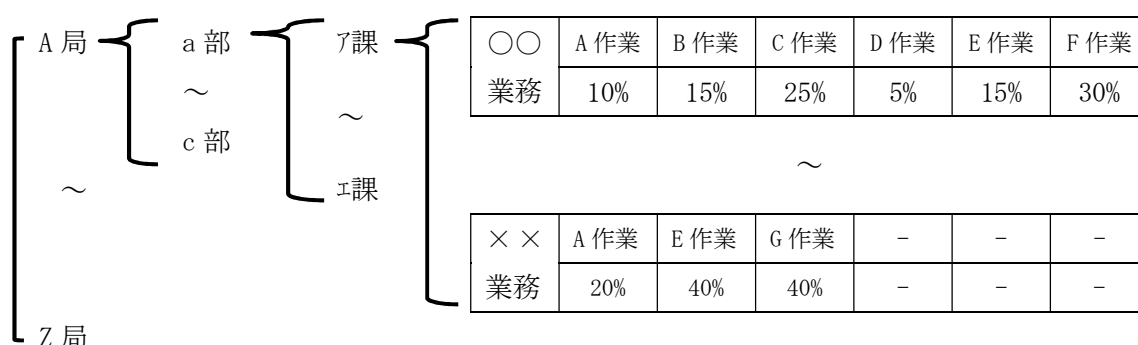 A局 a部 ア課 〇〇 A作業 B作業 C作業 D作業 E作業 F作業
～ 業務 10% 15% 25% 5% 15% 30%
～
c部
～
～ エ課
×× A作業 E作業 G作業 － － －
業務 20% 40% 40% － － －
Z局